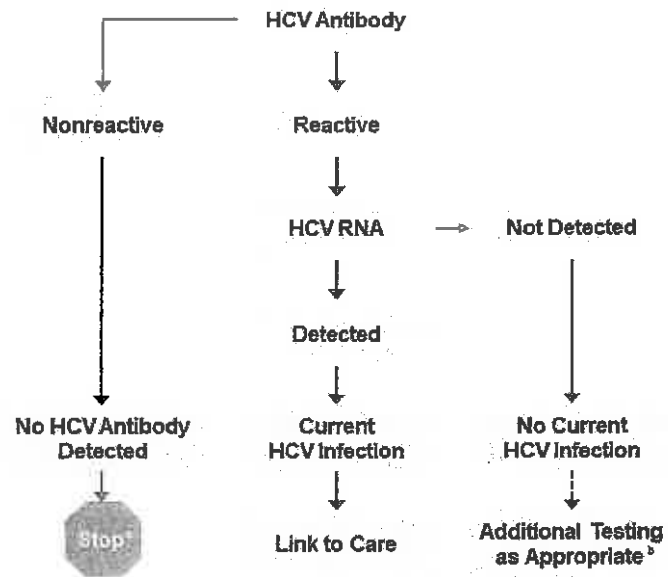 HCV Antibody
Nonreactive
Reactive
HCV RNA
Not Detected
Detected
No HCV Antibody
Detected
Current
HCV Infection
No Current
HCV Infection
Stop
Link to Care
Additional Testing
as Appropriate b